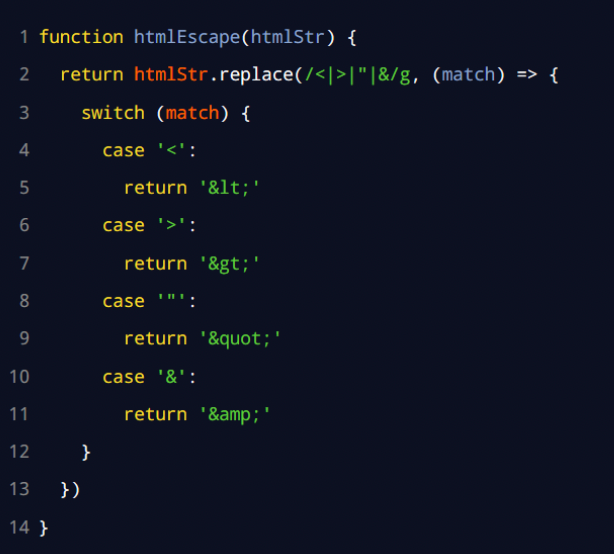 1 function htmlEscape(htmlStr) {
2   return htmlStr.replace(/<|>|"|&/g, (match) => {
3     switch (match) {
4       case '<':
5         return '&lt;'
6       case '>':
7         return '&gt;'
8       case '"':
9         return '&quot;'
10       case '&':
11         return '&amp;'
12     }
13   })
14 }